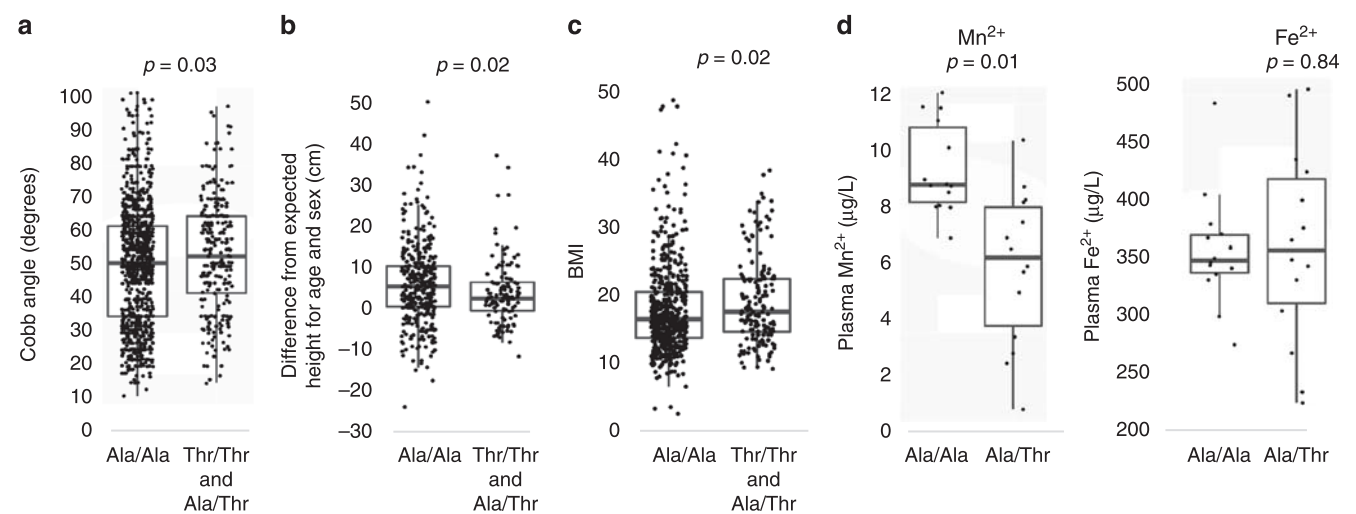 a
p = 0.03
Cobb angle (degrees)
100
90
80
70
60
50
40
30
20
10
0
Ala/Ala
Thr/Thr
and
Ala/Thr
b
p = 0.02
Difference from expected
height for age and sex (cm)
50
40
30
20
10
0
–10
–20
–30
Ala/Ala
Thr/Thr
and
Ala/Thr
c
p = 0.02
BMI
50
40
30
20
10
0
Ala/Ala
Thr/Thr
and
Ala/Thr
d
Mn2+
p = 0.01
Plasma Mn2+ (μg/L)
12
10
8
6
4
2
0
Ala/Ala
Ala/Thr
Fe2+
p = 0.84
Plasma Fe2+ (μg/L)
500
450
400
350
300
250
200
Ala/Ala
Ala/Thr